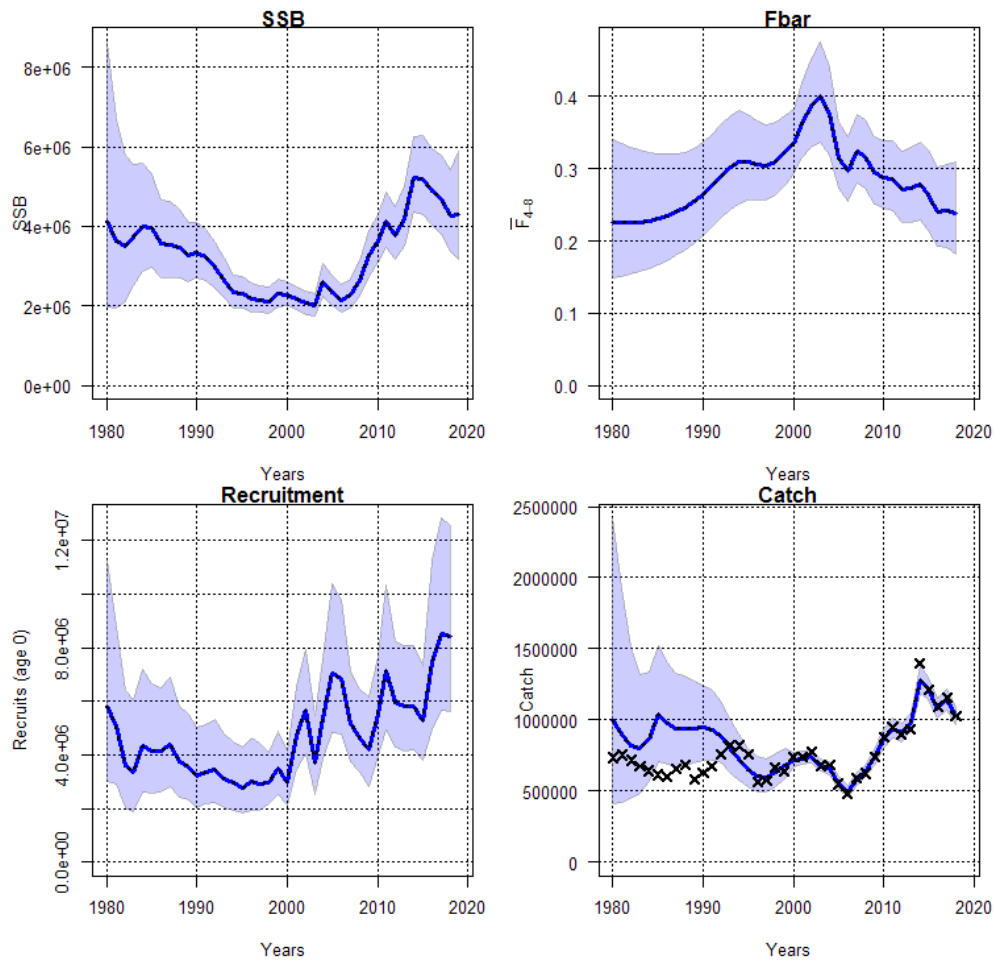 SSB
8e+06
6e+06
4e+06
2e+06
0e+00
SSB
1980 1990 2000 2010 2020
Years
Fbar
0.4
0.3
0.2
0.1
0.0
F̅4-8
1980 1990 2000 2010 2020
Years
Recruitment
1.2e+07
8.0e+06
4.0e+06
0.0e+00
Recruits (age 0)
1980 1990 2000 2010 2020
Years
Catch
2500000
2000000
1500000
1000000
500000
0
Catch
1980 1990 2000 2010 2020
Years